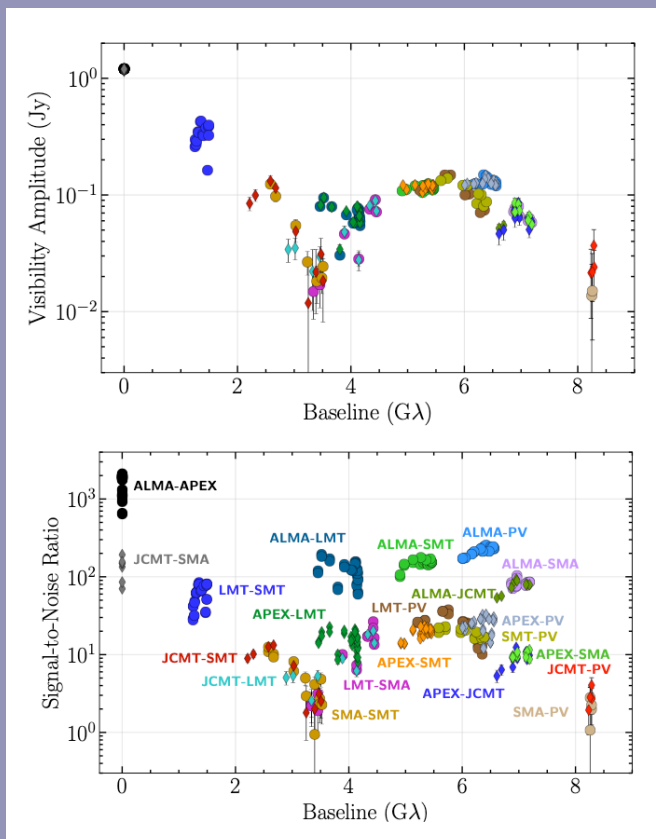 Visibility Amplitude (Jy)
10⁰
10⁻¹
10⁻²
0 2 4 6 8
Baseline (Gλ)
Signal-to-Noise Ratio
10³
10²
10¹
10⁰
ALMA-APEX
JCMT-SMA
LMT-SMT
ALMA-LMT
ALMA-SMT
ALMA-PV
ALMA-SMA
ALMA-JCMT
APEX-LMT
LMT-PV
APEX-PV
SMT-PV
JCMT-SMT
APEX-SMT
APEX-SMA
JCMT-LMT
LMT-SMA
APEX-JCMT
JCMT-PV
SMA-SMT
SMA-PV
0 2 4 6 8
Baseline (Gλ)